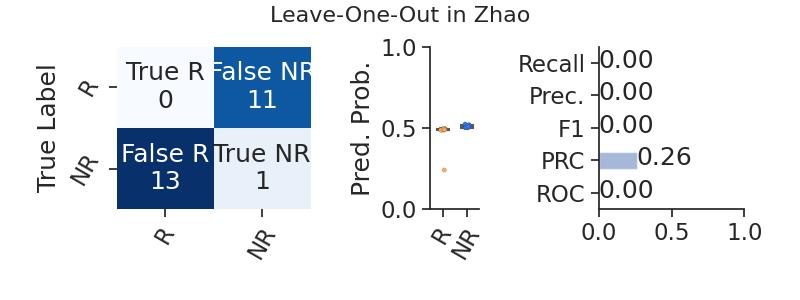 Leave-One-Out in Zhao
True Label
R
NR
True R
0
False NR
11
False R
13
True NR
1
R
NR
Pred. Prob.
1.0
0.5
0.0
R
NR
Recall
0.00
Prec.
0.00
F1
0.00
PRC
0.26
ROC
0.00
0.0
0.5
1.0